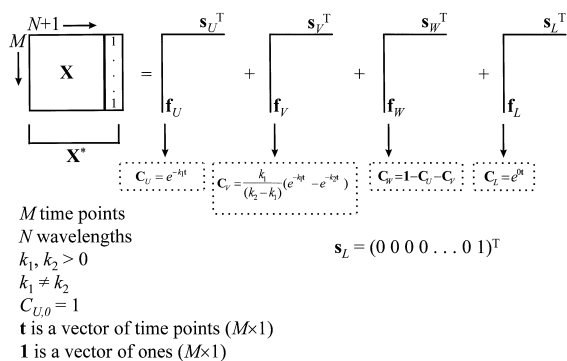 N+1
M
X
1
.
.
.
.
1
X*
=
s_U^T
f_U
+
s_V^T
f_V
+
s_W^T
f_W
+
s_L^T
f_L
C_U = e^{-k_1 t}
C_V = \frac{k_1}{(k_2 - k_1)} (e^{-k_1 t} - e^{-k_2 t})
C_W = 1 - C_U - C_V
C_L = e^{0t}
M time points
N wavelengths
k_1, k_2 > 0
k_1 ≠ k_2
C_{U,0} = 1
t is a vector of time points (M×1)
1 is a vector of ones (M×1)
s_L = (0 0 0 0 . . . 0 1)^T